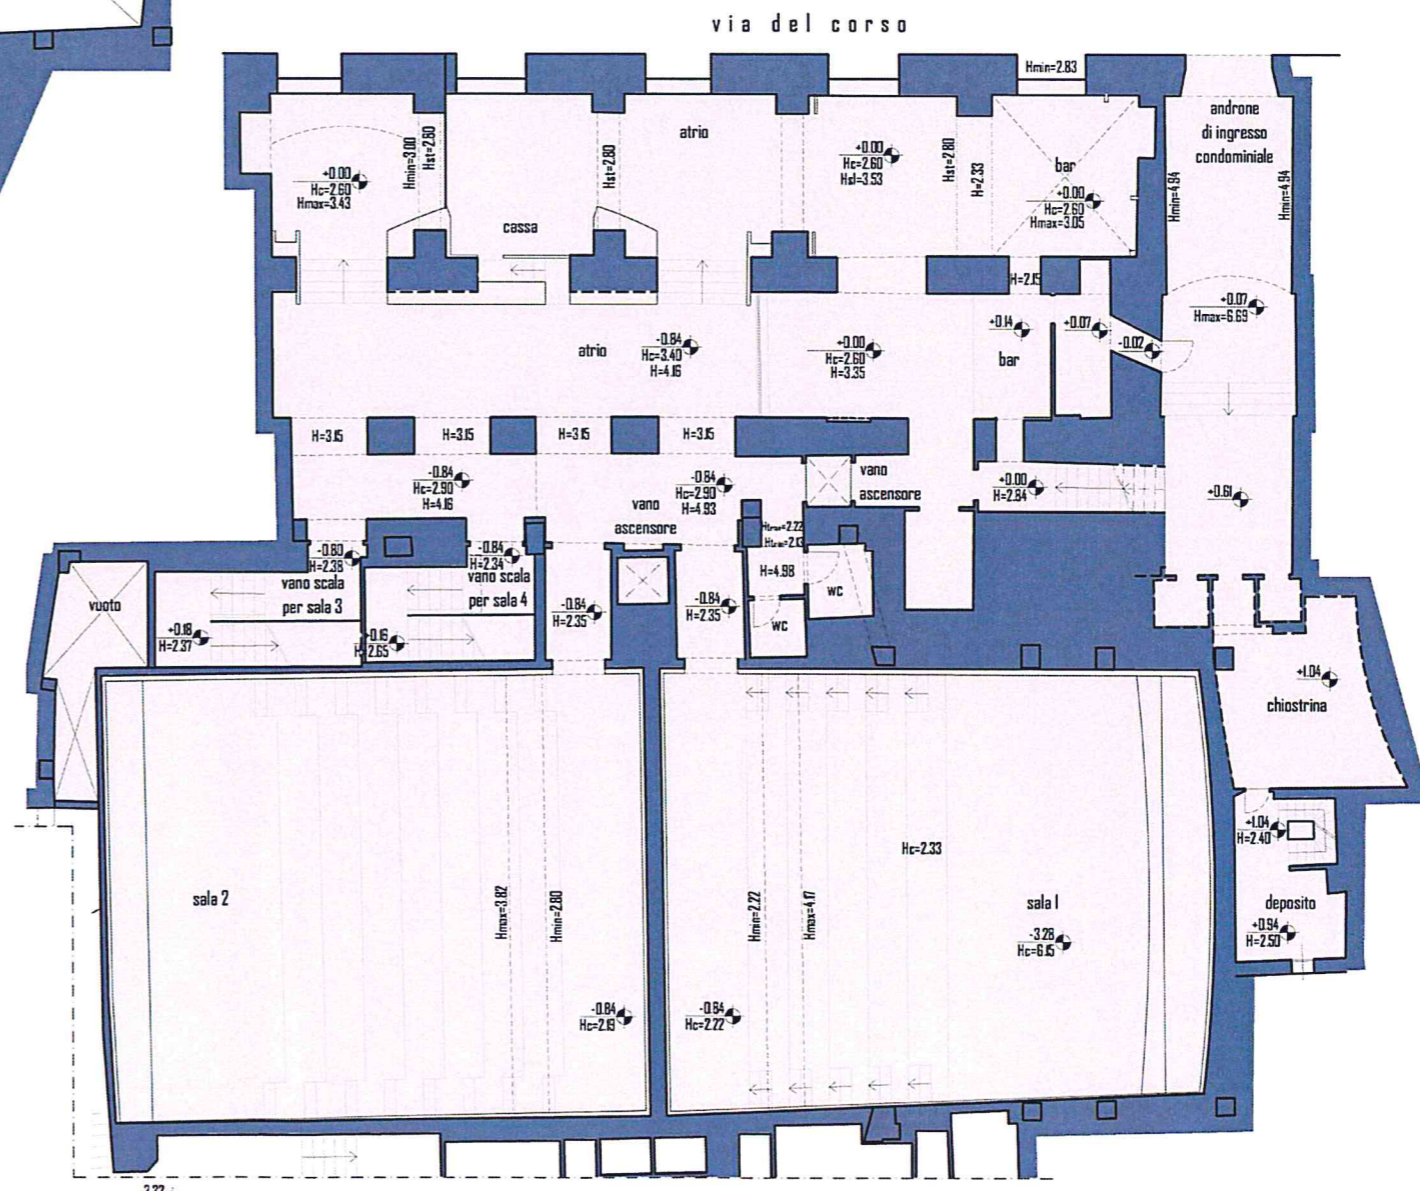 via del corso
Hmin=2.83
androne
di ingresso
condominiale
atrio
+0.00
Hc=2.60
Hmax=3.43
Hmin=3.00
Hst=2.80
Hst=2.80
+0.00
Hc=2.60
Hst=3.53
Hst=2.80
H=2.33
bar
+0.00
Hc=2.60
Hmax=3.05
Hmin=4.94
Hmin=4.94
cassa
H=2.15
+0.07
Hmax=6.69
atrio
-0.84
Hc=3.40
H=4.16
+0.00
Hc=2.60
H=3.35
+0.14
bar
+0.07
-0.02
H=3.15
H=3.15
H=3.15
H=3.15
-0.84
Hc=2.90
H=4.16
-0.84
Hc=2.90
H=4.93
vano
ascensore
vano
ascensore
+0.00
H=2.84
+0.61
-0.80
H=2.38
vano scala
per sala 3
-0.84
H=2.34
vano scala
per sala 4
H=4.98
wc
wc
vuoto
+0.18
H=2.37
+0.16
H=2.65
-0.84
H=2.35
-0.84
H=2.35
+1.04
chiostrina
+1.04
H=2.40
deposito
+0.94
H=2.50
sala 2
Hmax=3.82
Hmin=2.80
-0.84
Hc=2.19
Hmin=2.22
Hmax=4.17
Hc=2.33
sala 1
-3.28
Hc=6.15
-0.84
Hc=2.22